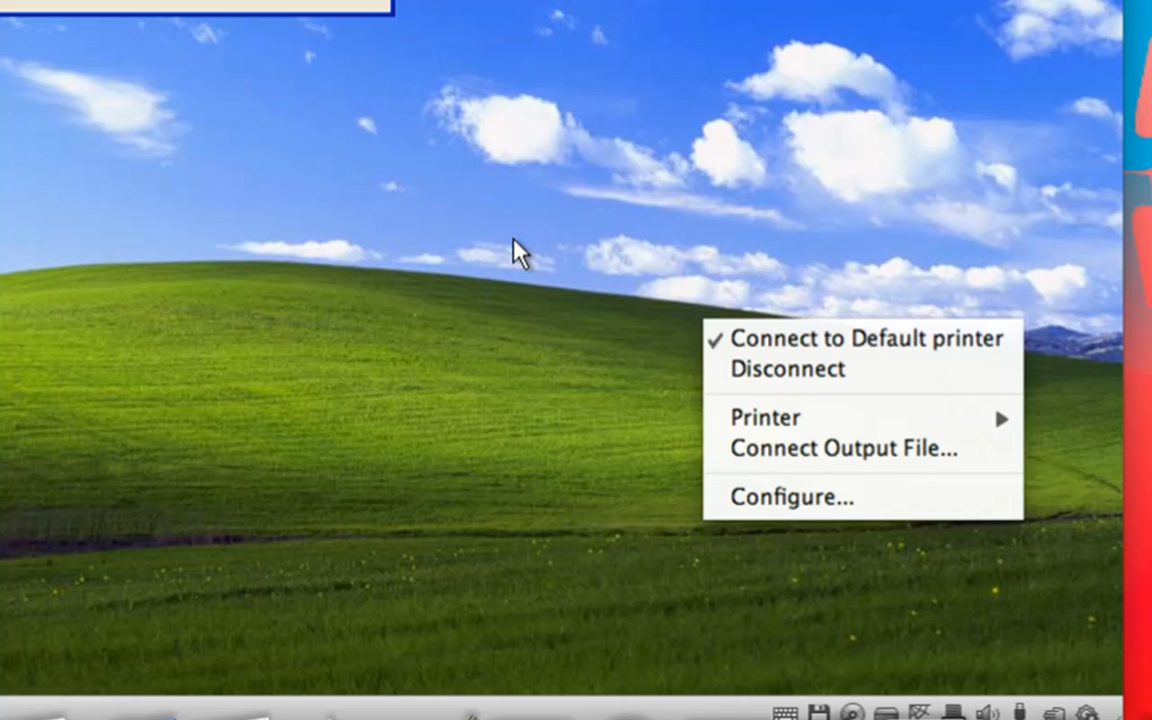 Connect to Default printer
Disconnect
Printer
Connect Output File...
Configure...